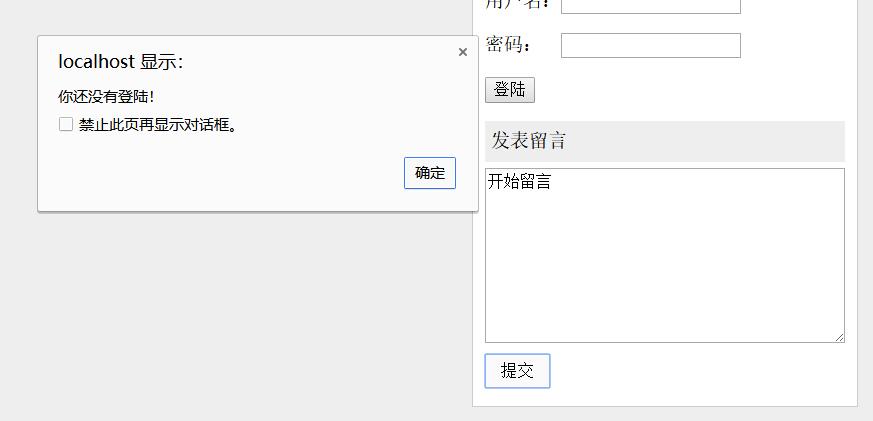 用户名：
localhost 显示：
密码：
你还没有登陆！
登陆
禁止此页再显示对话框。
发表留言
确定
开始留言
提交